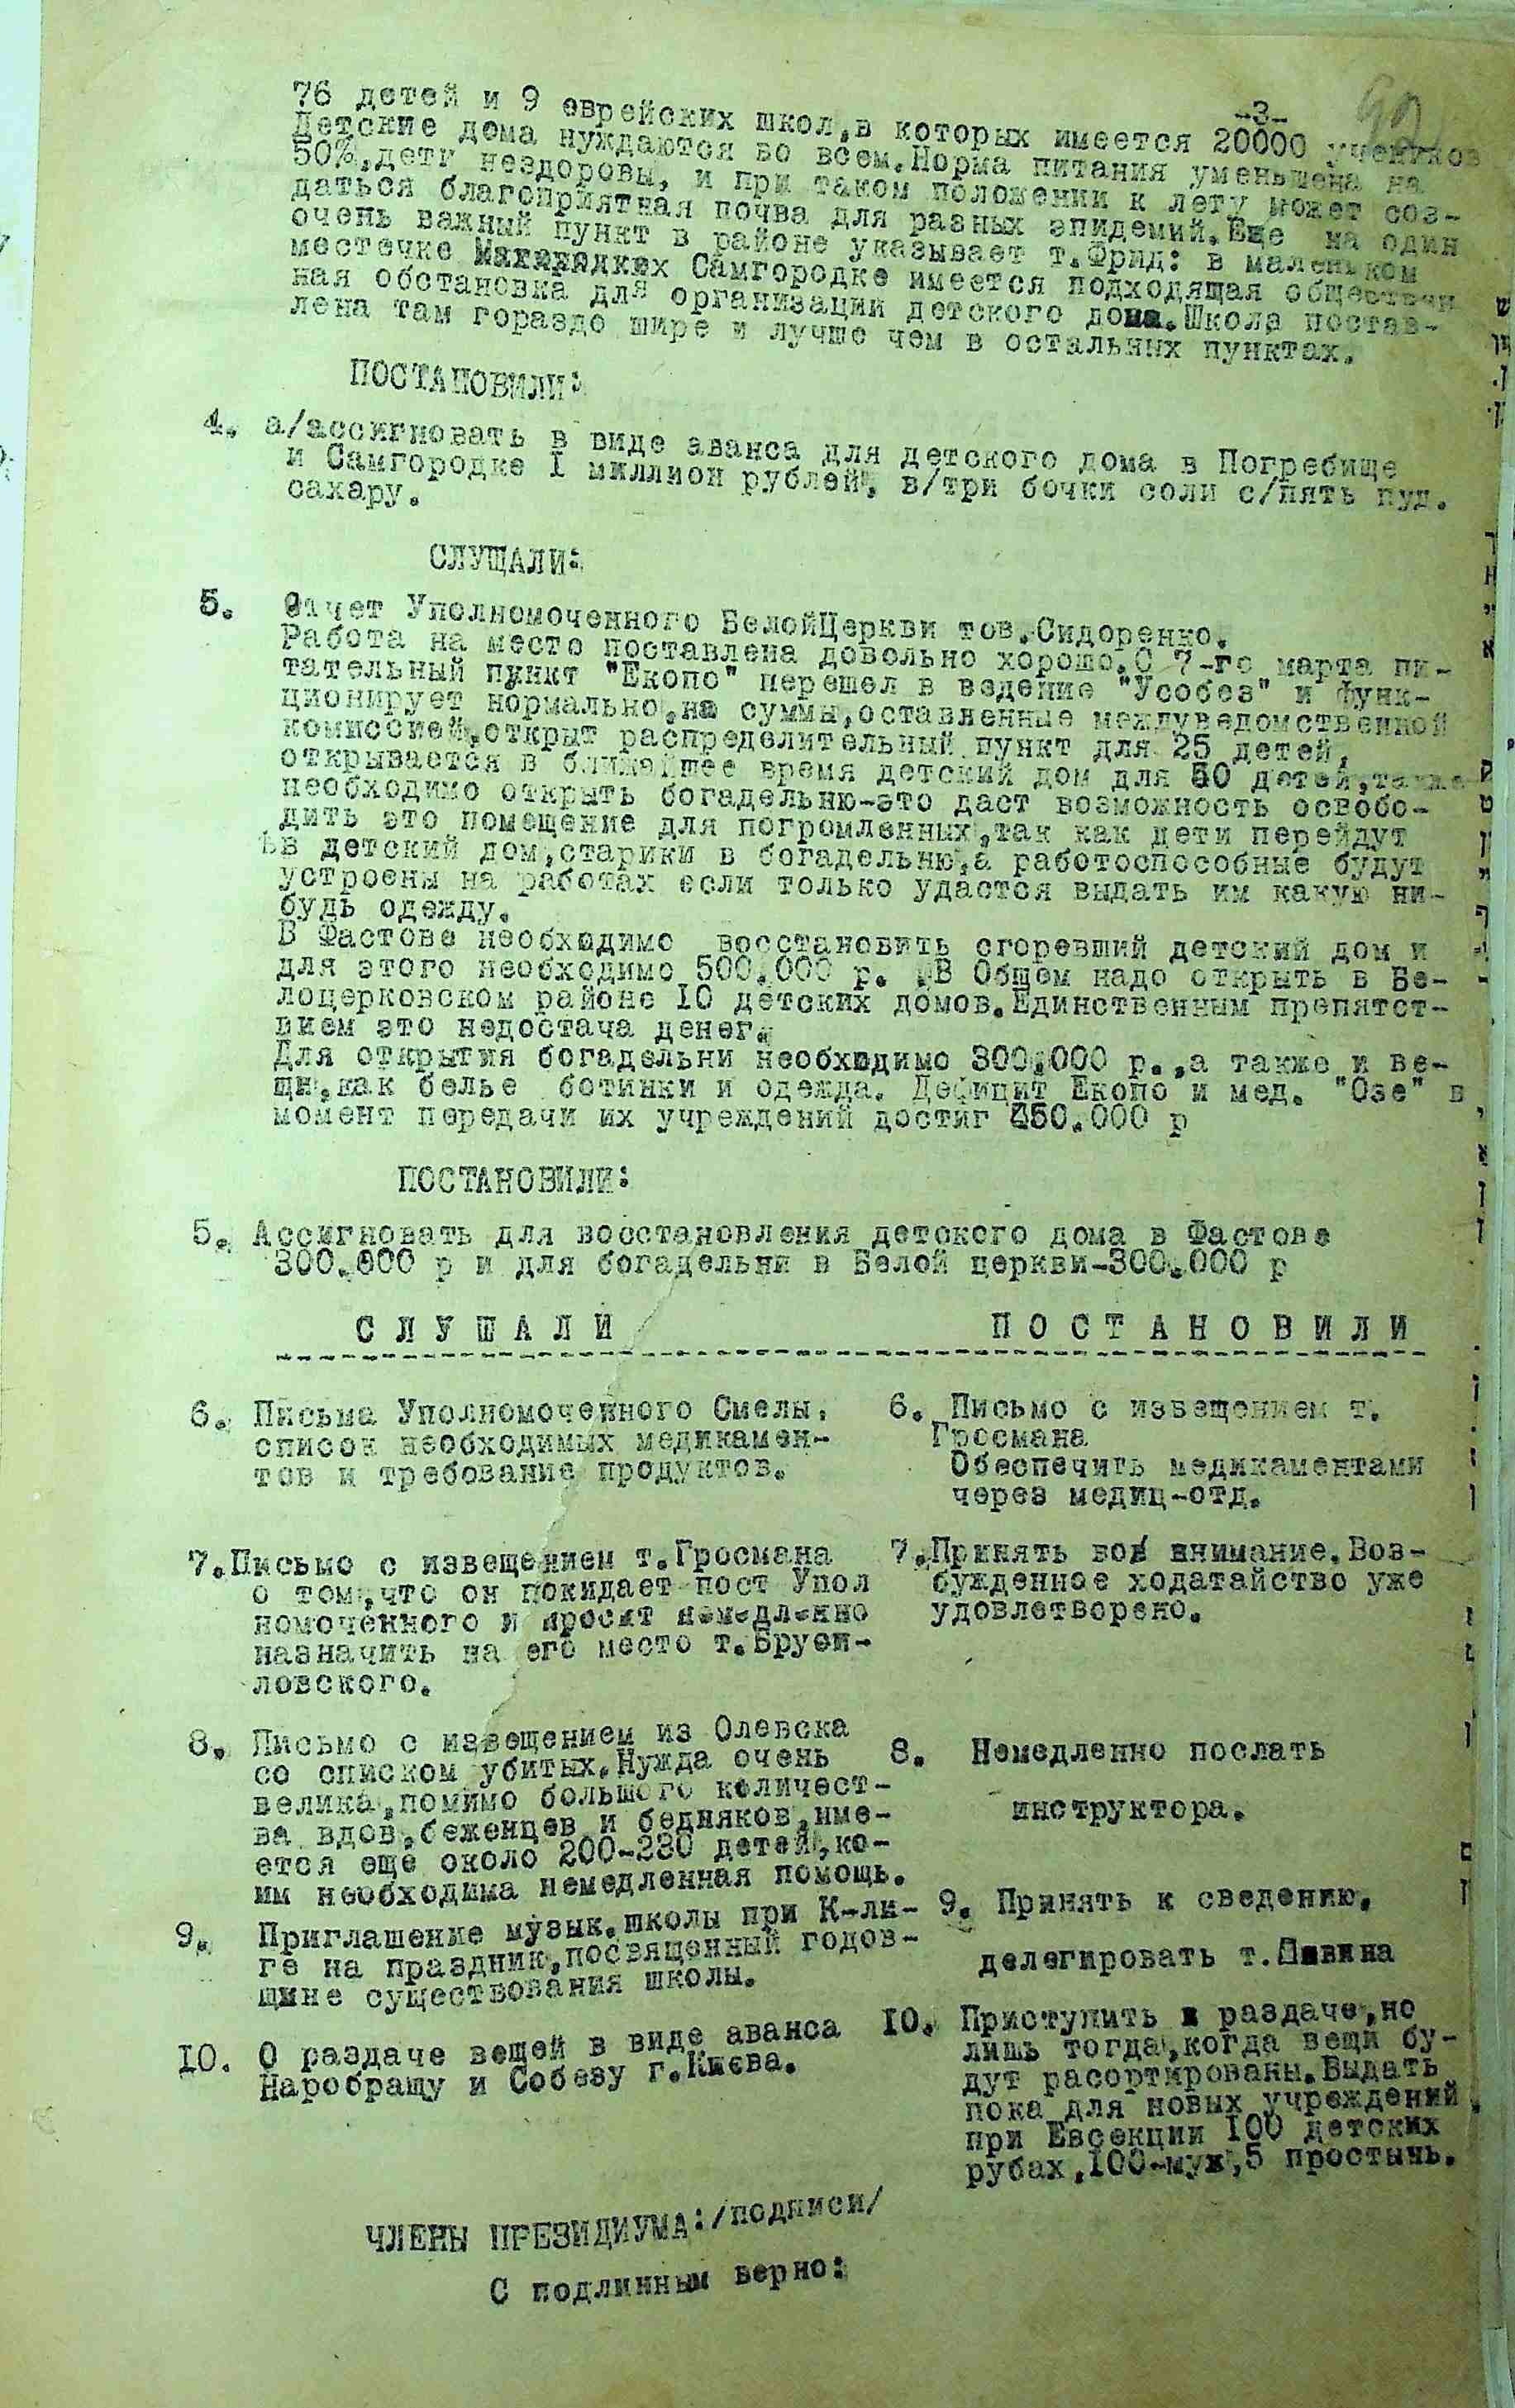 -3-
76 детей и 9 еврейских школ,в которых имеется 20000 учеников
Детские дома нуждаются во всем.Норма питания уменьшена на
50%,дети нездоровы, и при таком положении к лету может соз-
даться благоприятная почва для разных эпидемий.Еще на один
очень важный пункт в районе указывает т.Фрид: в маленьком
местечке Самгородке имеется подходящая обществен
ная обстановка для организации детского дома.Школа постав-
лена там гораздо шире и лучше чем в остальных пунктах.
ПОСТАНОВИЛИ:
4. а/ассигновать в виде аванса для детского дома в Погребище
и Самгородке I миллион рублей, в/три бочки соли с/пять пуд.
сахару.
СЛУЩАЛИ:
5. Отчет Уполномоченного БелойЦеркви тов.Сидоренко.
Работа на место поставлена довольно хорошо.С 7-го марта пи-
тательный пункт "Екопо" перешел в ведение "Усобез" и функ-
ционирует нормально,на суммы,оставленные междуведомственной
комиссией,открыт распределительный пункт для 25 детей,
открывается в ближайшее время детский дом для 50 детей,также
необходимо открыть богадельню-это даст возможность освобо-
дить это помещение для погромленных,так как дети перейдут
в детский дом,старики в богадельню,а работоспособные будут
устроены на работах если только удастся выдать им какую ни-
будь одежду.
В Фастове необходимо восстановить сгоревший детский дом и
для этого необходимо 500.000 р. В Общем надо открыть в Бе-
лоцерковском районе IO детских домов.Единственным препятст-
вием это недостача денег.
Для открытия богадельни необходимо 300.000 р.,а также и ве-
щи,как белье ботинки и одежда. Дефицит Екопо и мед. "Озе" в
момент передачи их учреждений достиг 450.000 р
ПОСТАНОВИЛИ:
5. Ассигновать для восстановления детского дома в Фастове
300.000 р и для богадельни в Белой церкви-300.000 р
СЛУШАЛИ ПОСТАНОВИЛИ
6. Письма Уполномоченного Смелы,
список необходимых медикамен-
тов и требование продуктов.
6. Письмо с извещением т.
Гросмана
Обеспечить медикаментами
через медиц-отд.
7.Письмо с извещением т.Гросмана
о том,что он покидает пост Упол
номоченного и просит немедленно
назначить на его место т.Бруси-
ловского.
7.Принять во внимание.Воз-
бужденное ходатайство уже
удовлетворено.
8. Письмо с извещением из Олевска
со списком убитых.Нужда очень
велика,помимо большого количест-
ва вдов,беженцев и бедняков,име-
ется еще около 200-230 детей,ко-
им необходима немедленная помощь.
8. Немедленно послать
инструктора.
9. Приглашение музык.школы при К-ли-
ге на праздник,посвященный годов-
щине существования школы.
9. Принять к сведению,
делегировать т.
IO. О раздаче вещей в виде аванса
Наробращу и Собезу г.Киева.
IO. Приступить к раздаче,но
лишь тогда,когда вещи бу-
дут расортированы.Выдать
пока для новых учреждений
при Евсекции IOO детских
рубах,IOO-муж,5 простынь.
ЧЛЕНЫ ПРЕЗИДИУМА:/подписи/
С подлинным верно: